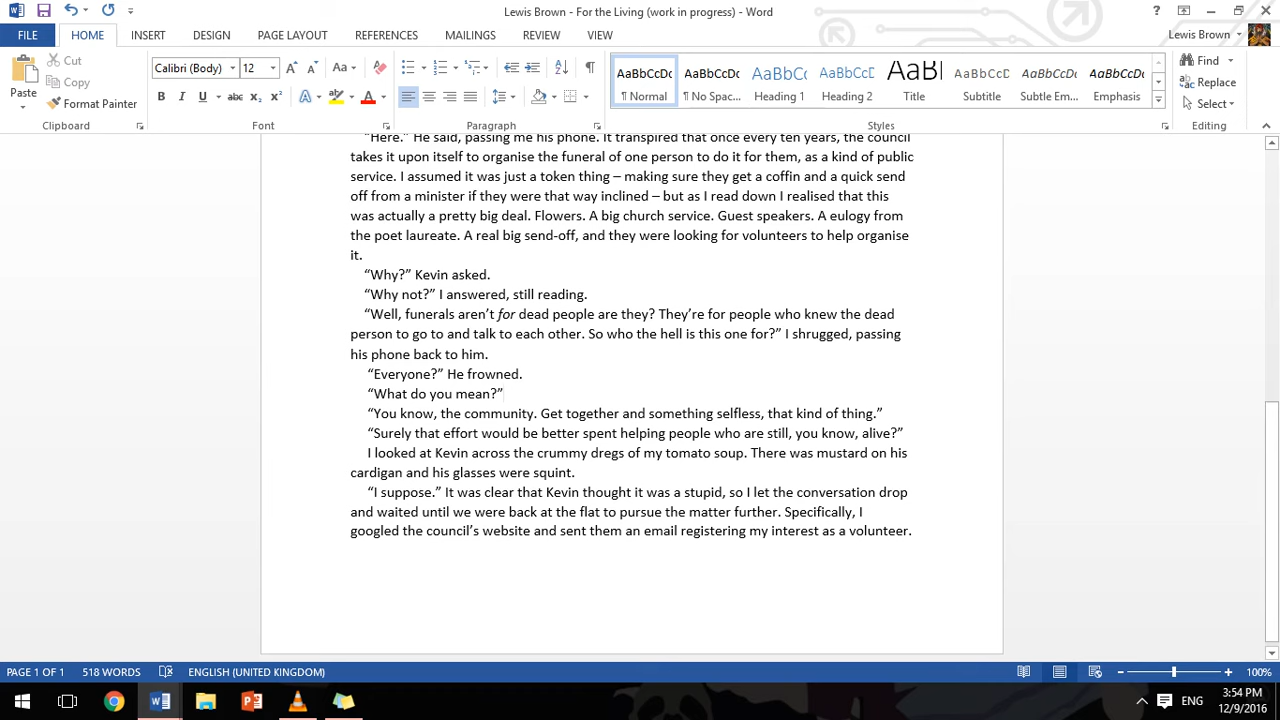 Lewis Brown - For the Living (work in progress) - Word
FILE HOME INSERT DESIGN PAGE LAYOUT REFERENCES MAILINGS REVIEW VIEW Lewis Brown
Paste
Cut
Copy
Format Painter
Clipboard
Calibri (Body) 12
Font
Paragraph
AaBbCcDc AaBbCcDc AaBbCc AaBbCcD AaBl AaBbCcD AaBbCcDc AaBbCcDc
¶ Normal ¶ No Spac... Heading 1 Heading 2 Title Subtitle Subtle Em... Emphasis
Styles
Find
Replace
Select
Editing
“Here.” He said, passing me his phone. It transpired that once every ten years, the council
takes it upon itself to organise the funeral of one person to do it for them, as a kind of public
service. I assumed it was just a token thing – making sure they get a coffin and a quick send
off from a minister if they were that way inclined – but as I read down I realised that this
was actually a pretty big deal. Flowers. A big church service. Guest speakers. A eulogy from
the poet laureate. A real big send-off, and they were looking for volunteers to help organise
it.
“Why?” Kevin asked.
“Why not?” I answered, still reading.
“Well, funerals aren’t for dead people are they? They’re for people who knew the dead
person to go to and talk to each other. So who the hell is this one for?” I shrugged, passing
his phone back to him.
“Everyone?” He frowned.
“What do you mean?”
“You know, the community. Get together and something selfless, that kind of thing.”
“Surely that effort would be better spent helping people who are still, you know, alive?”
I looked at Kevin across the crummy dregs of my tomato soup. There was mustard on his
cardigan and his glasses were squint.
“I suppose.” It was clear that Kevin thought it was a stupid, so I let the conversation drop
and waited until we were back at the flat to pursue the matter further. Specifically, I
googled the council’s website and sent them an email registering my interest as a volunteer.
PAGE 1 OF 1 518 WORDS ENGLISH (UNITED KINGDOM) 100%
ENG
3:54 PM
12/9/2016